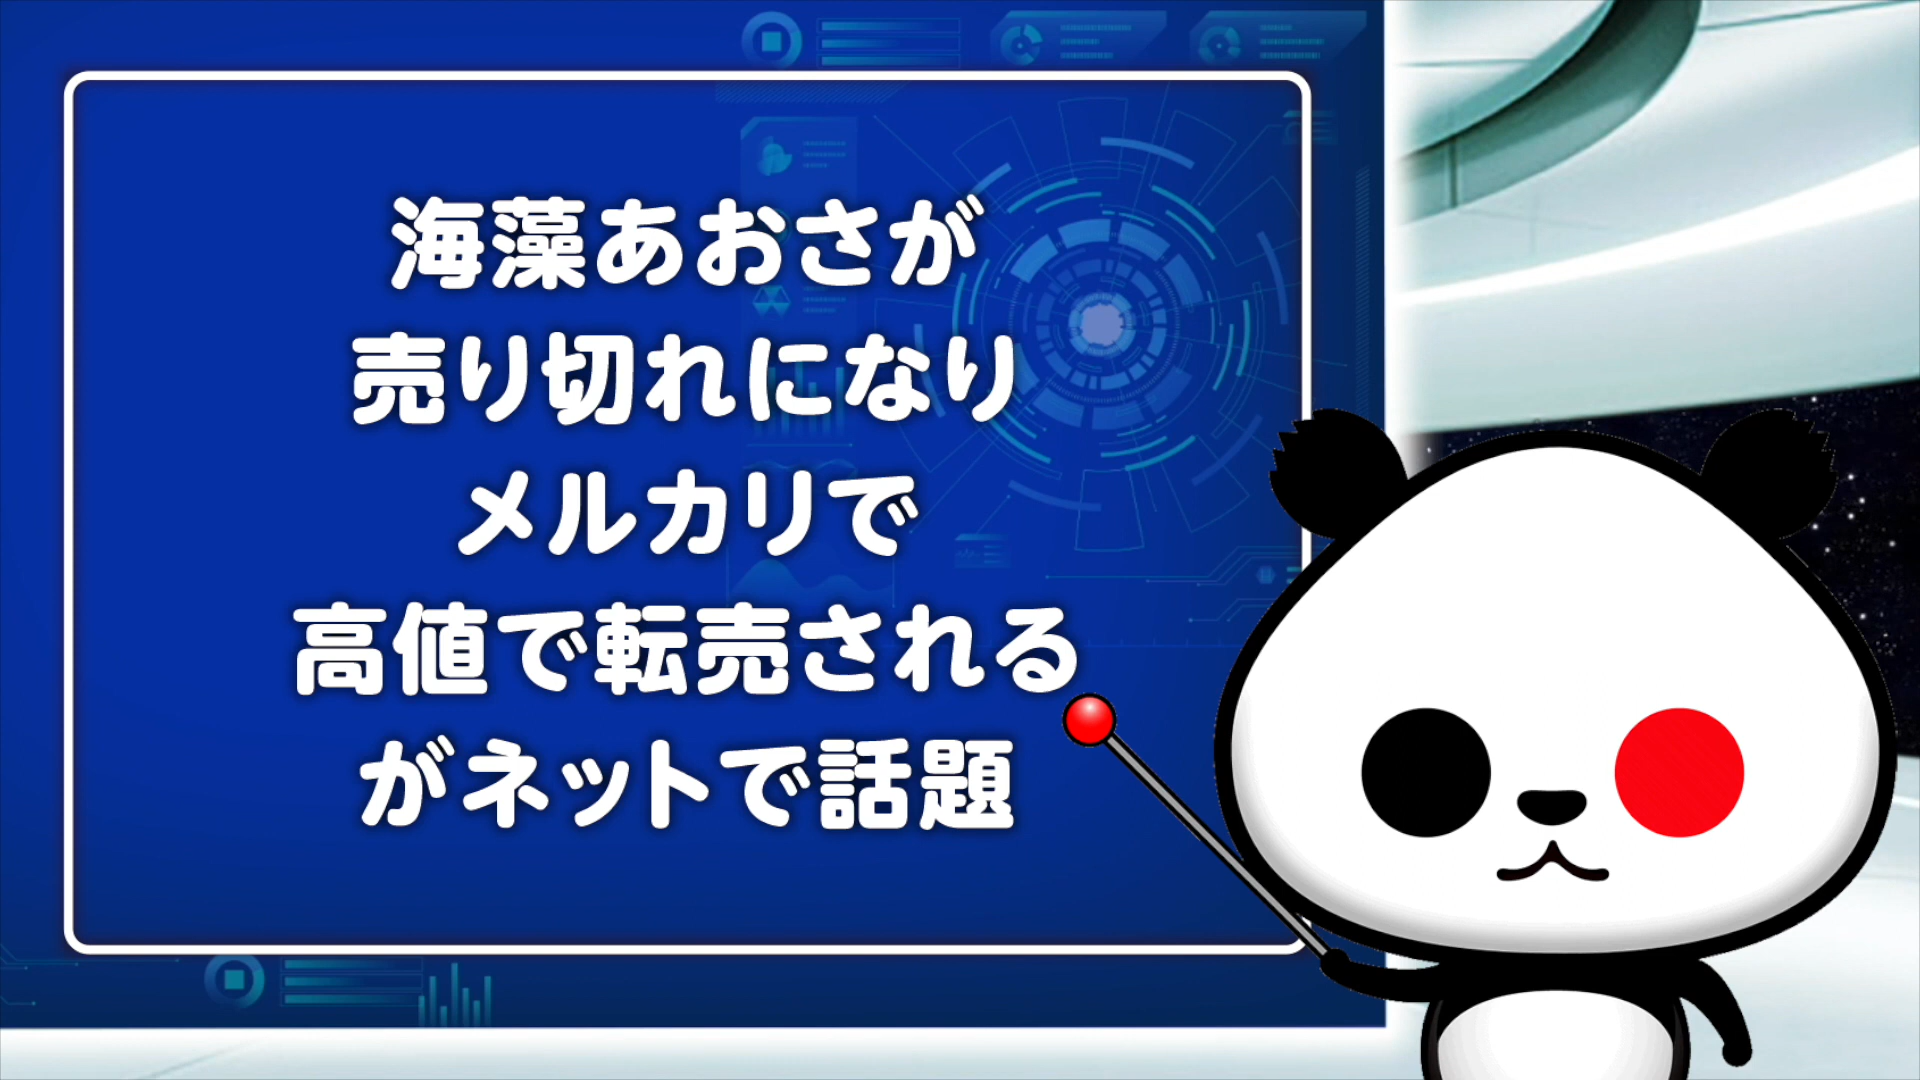 海藻あおさが
売り切れになり
メルカリで
高値で転売される
がネットで話題